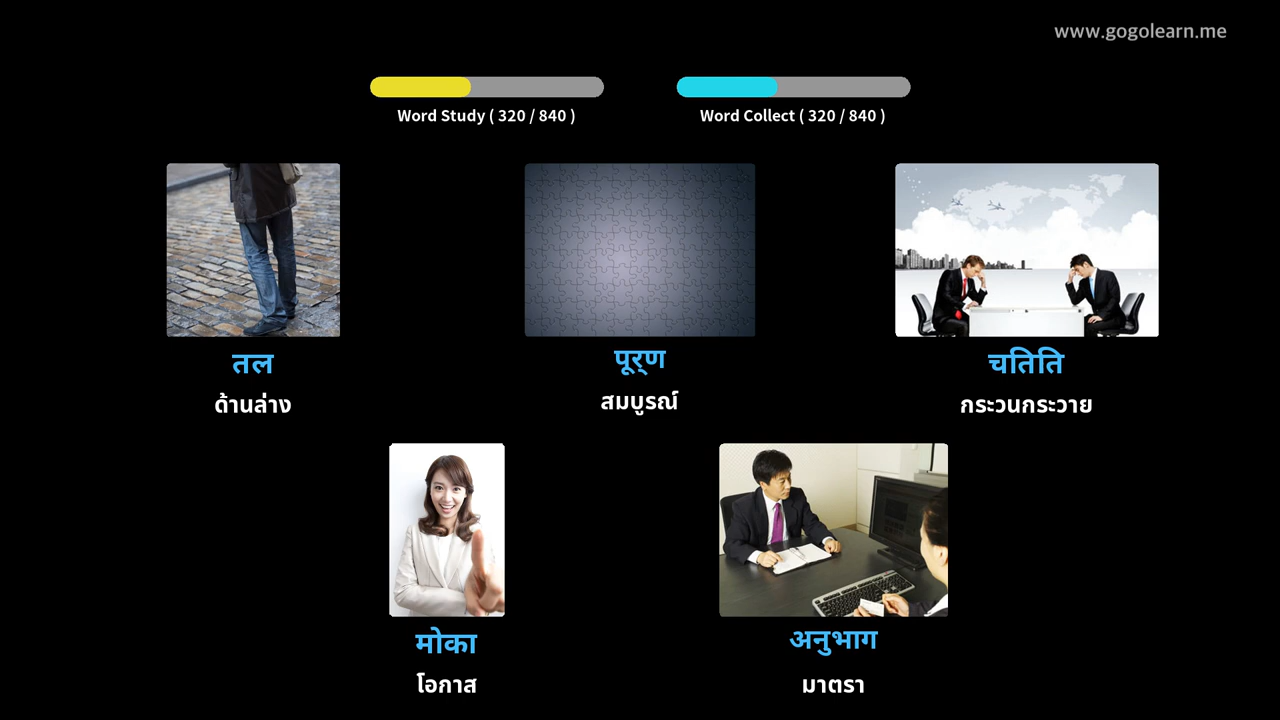 www.gogolearn.me
Word Study ( 320 / 840 )
Word Collect ( 320 / 840 )
तल
ด้านล่าง
पूर्ण
สมบูรณ์
चतिति
กระวนกระวาย
मोका
โอกาส
अनुभाग
มาตรา